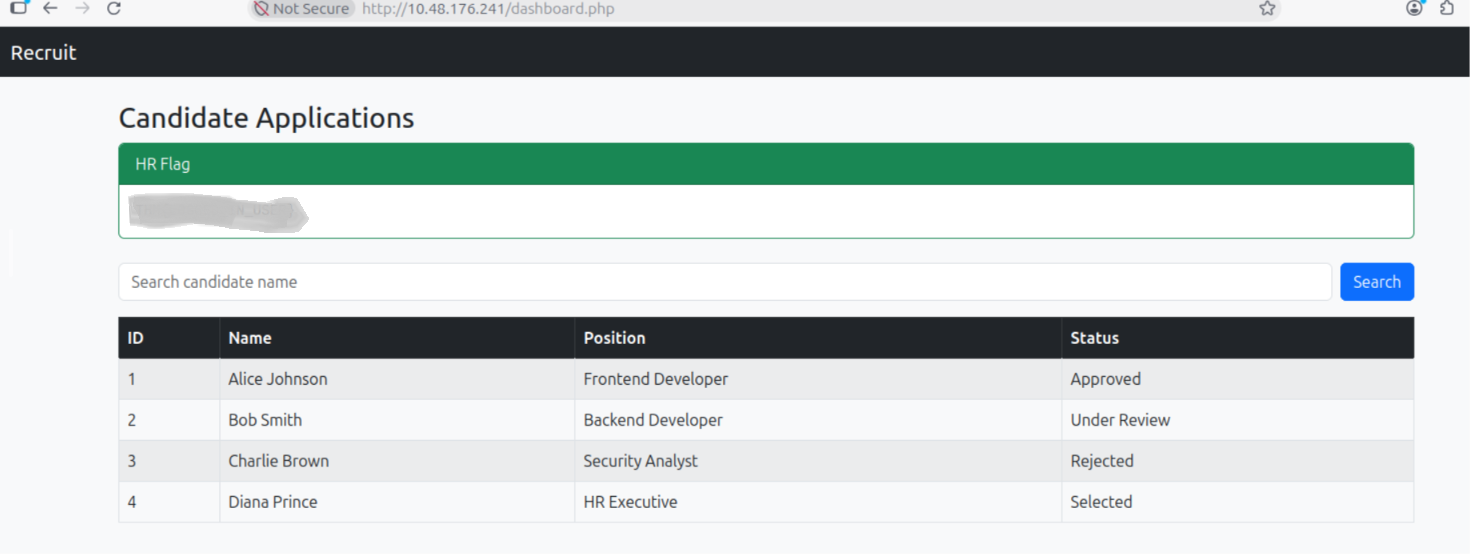 Not Secure http://10.48.176.241/dashboard.php
Recruit
Candidate Applications
HR Flag
Search candidate name Search
ID Name Position Status
1 Alice Johnson Frontend Developer Approved
2 Bob Smith Backend Developer Under Review
3 Charlie Brown Security Analyst Rejected
4 Diana Prince HR Executive Selected